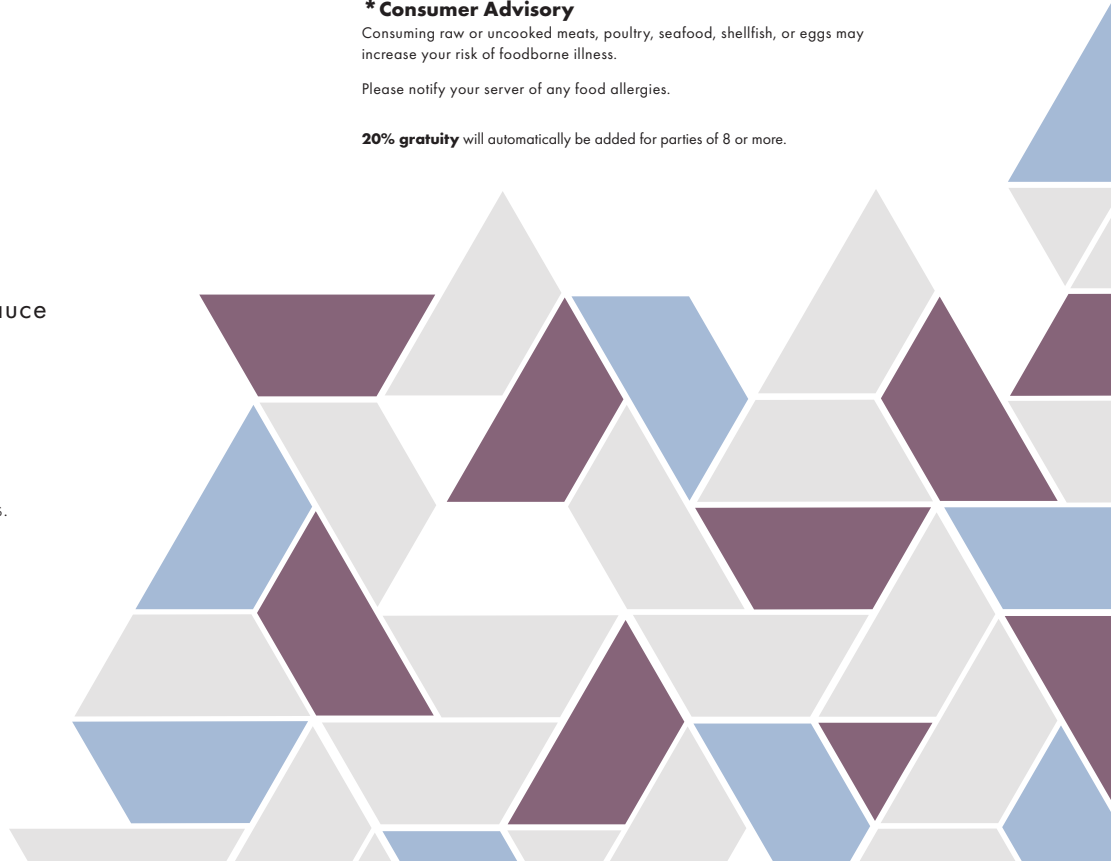 *Consumer Advisory
Consuming raw or uncooked meats, poultry, seafood, shellfish, or eggs may
increase your risk of foodborne illness.
Please notify your server of any food allergies.
20% gratuity will automatically be added for parties of 8 or more.